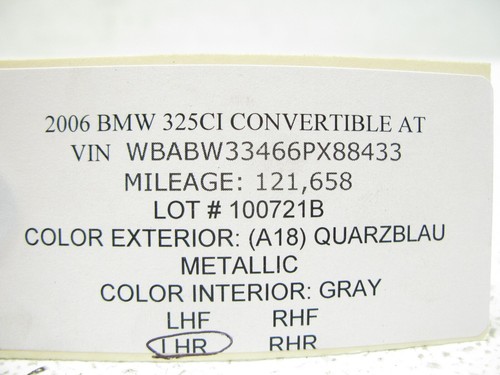 2006 BMW 325CI CONVERTIBLE AT
VIN WBABW33466PX88433
MILEAGE: 121,658
LOT # 100721B
COLOR EXTERIOR: (A18) QUARZBLAU
METALLIC
COLOR INTERIOR: GRAY
LHF RHF
LHR RHR